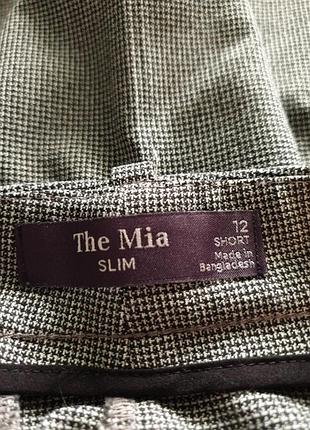 The Mia
SLIM
12
SHORT
Made in
Bangladesh